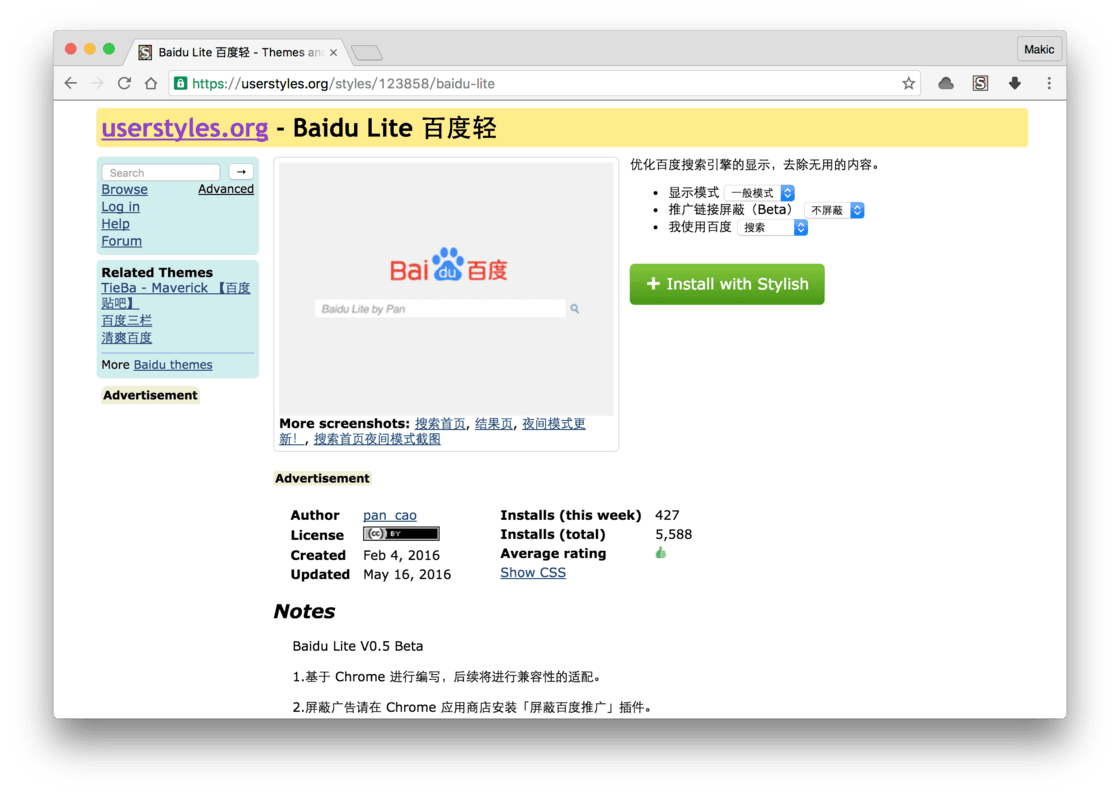 Baidu Lite 百度轻 - Themes an
Makic
https://userstyles.org/styles/123858/baidu-lite
userstyles.org - Baidu Lite 百度轻
Search →
Browse Advanced
Log in
Help
Forum
Related Themes
TieBa - Maverick 【百度
贴吧】
百度三栏
清爽百度
More Baidu themes
Advertisement
Bai du 百度
Baidu Lite by Pan
More screenshots: 搜索首页, 结果页, 夜间模式更
新！, 搜索首页夜间模式截图
优化百度搜索引擎的显示，去除无用的内容。
• 显示模式 一般模式
• 推广链接屏蔽（Beta） 不屏蔽
• 我使用百度 搜索
+ Install with Stylish
Advertisement
Author pan_cao
License (cc) BY
Created Feb 4, 2016
Updated May 16, 2016
Installs (this week) 427
Installs (total) 5,588
Average rating
Show CSS
Notes
Baidu Lite V0.5 Beta
1.基于 Chrome 进行编写，后续将进行兼容性的适配。
2.屏蔽广告请在 Chrome 应用商店安装「屏蔽百度推广」插件。